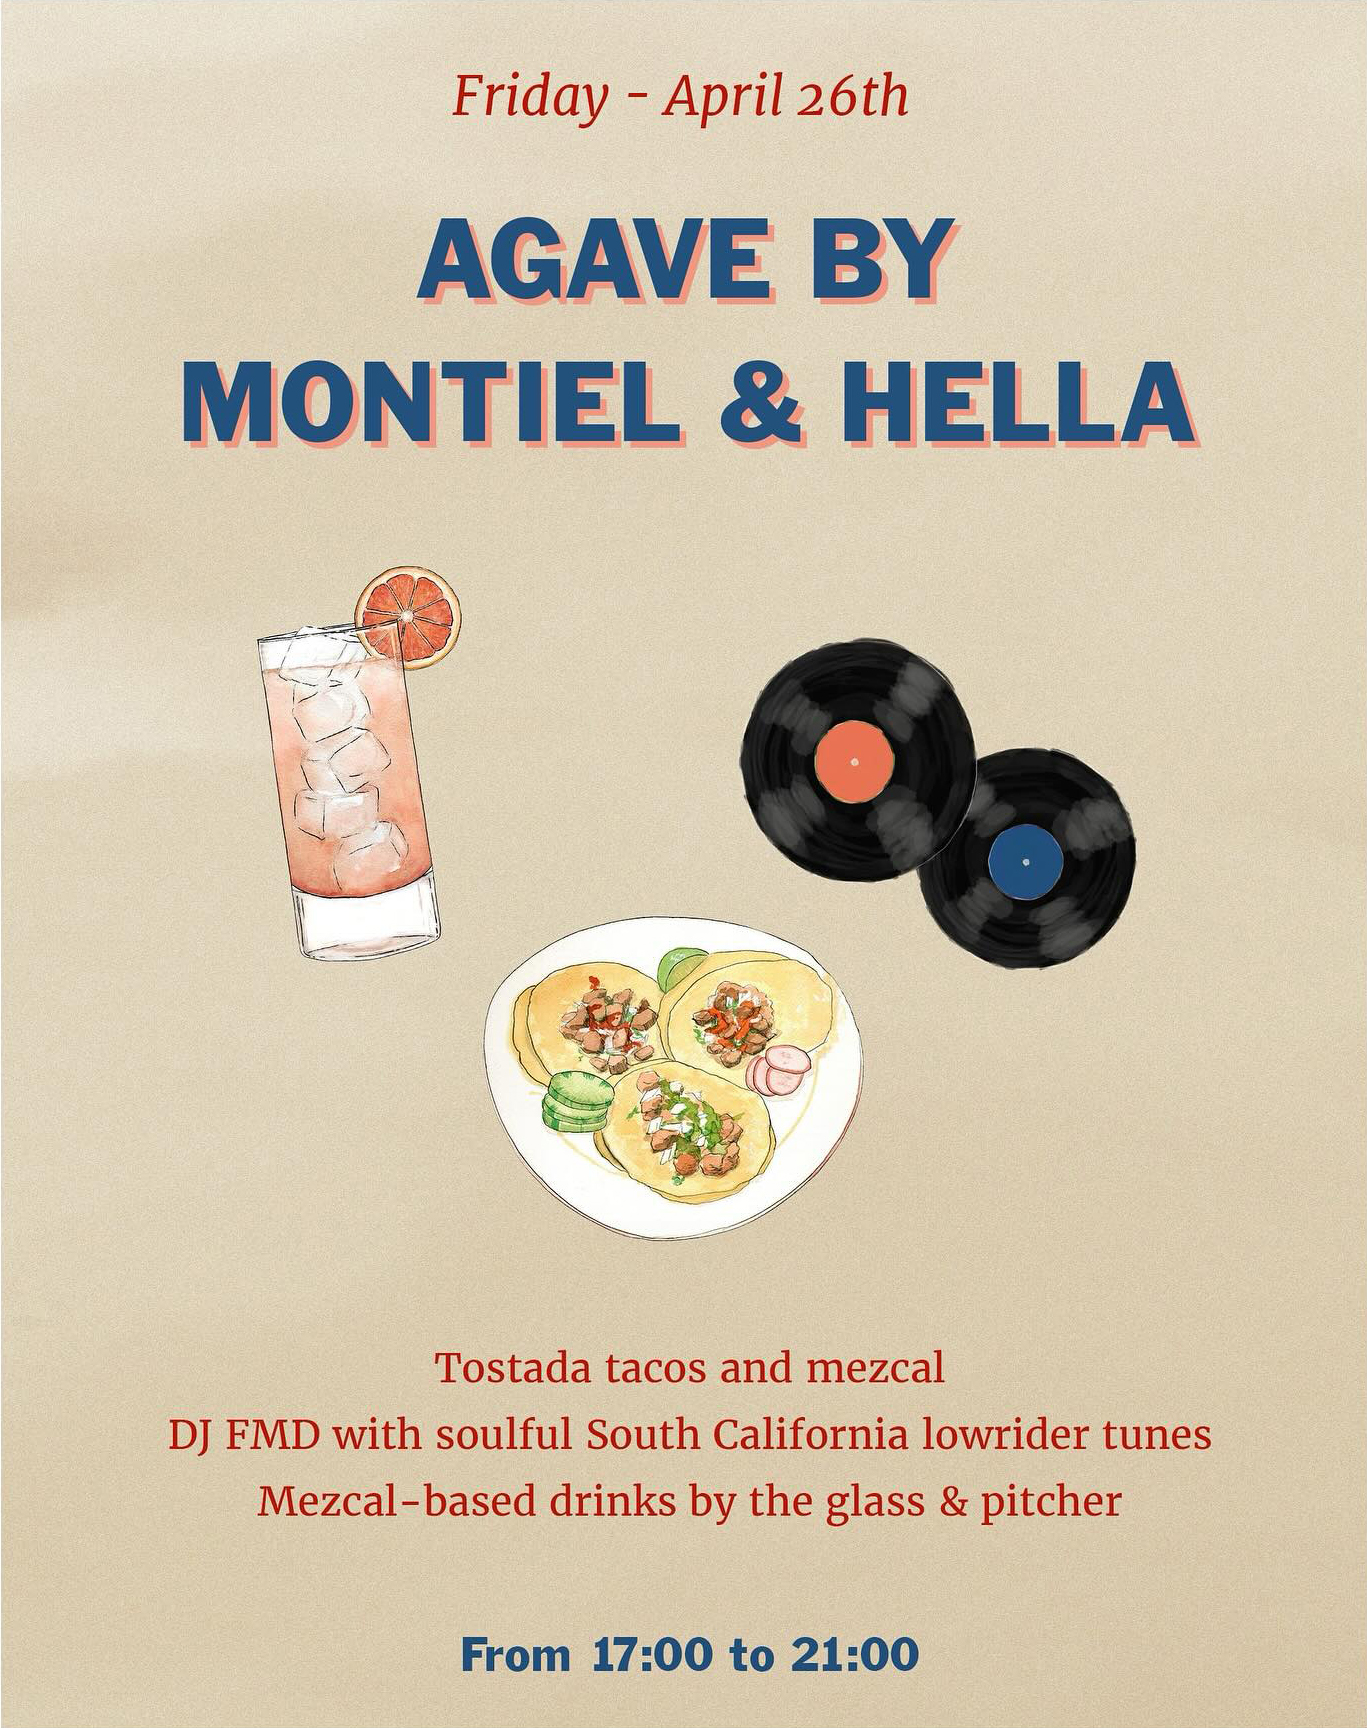 Friday - April 26th
AGAVE BY
MONTIEL & HELLA
Tostada tacos and mezcal
DJ FMD with soulful South California lowrider tunes
Mezcal-based drinks by the glass & pitcher
From 17:00 to 21:00